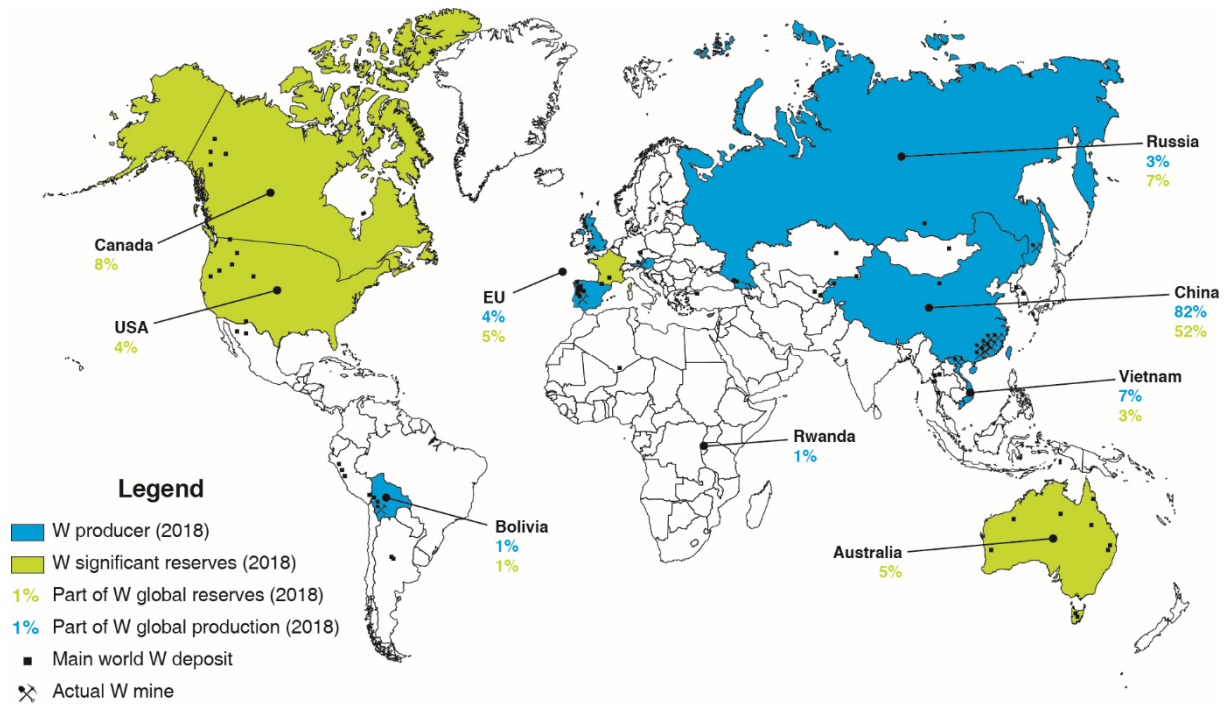 Russia
3%
7%
Canada
8%
EU
4%
5%
China
82%
52%
USA
4%
Vietnam
7%
3%
Rwanda
1%
Legend
W producer (2018)
W significant reserves (2018)
1% Part of W global reserves (2018)
1% Part of W global production (2018)
Main world W deposit
Actual W mine
Bolivia
1%
1%
Australia
5%